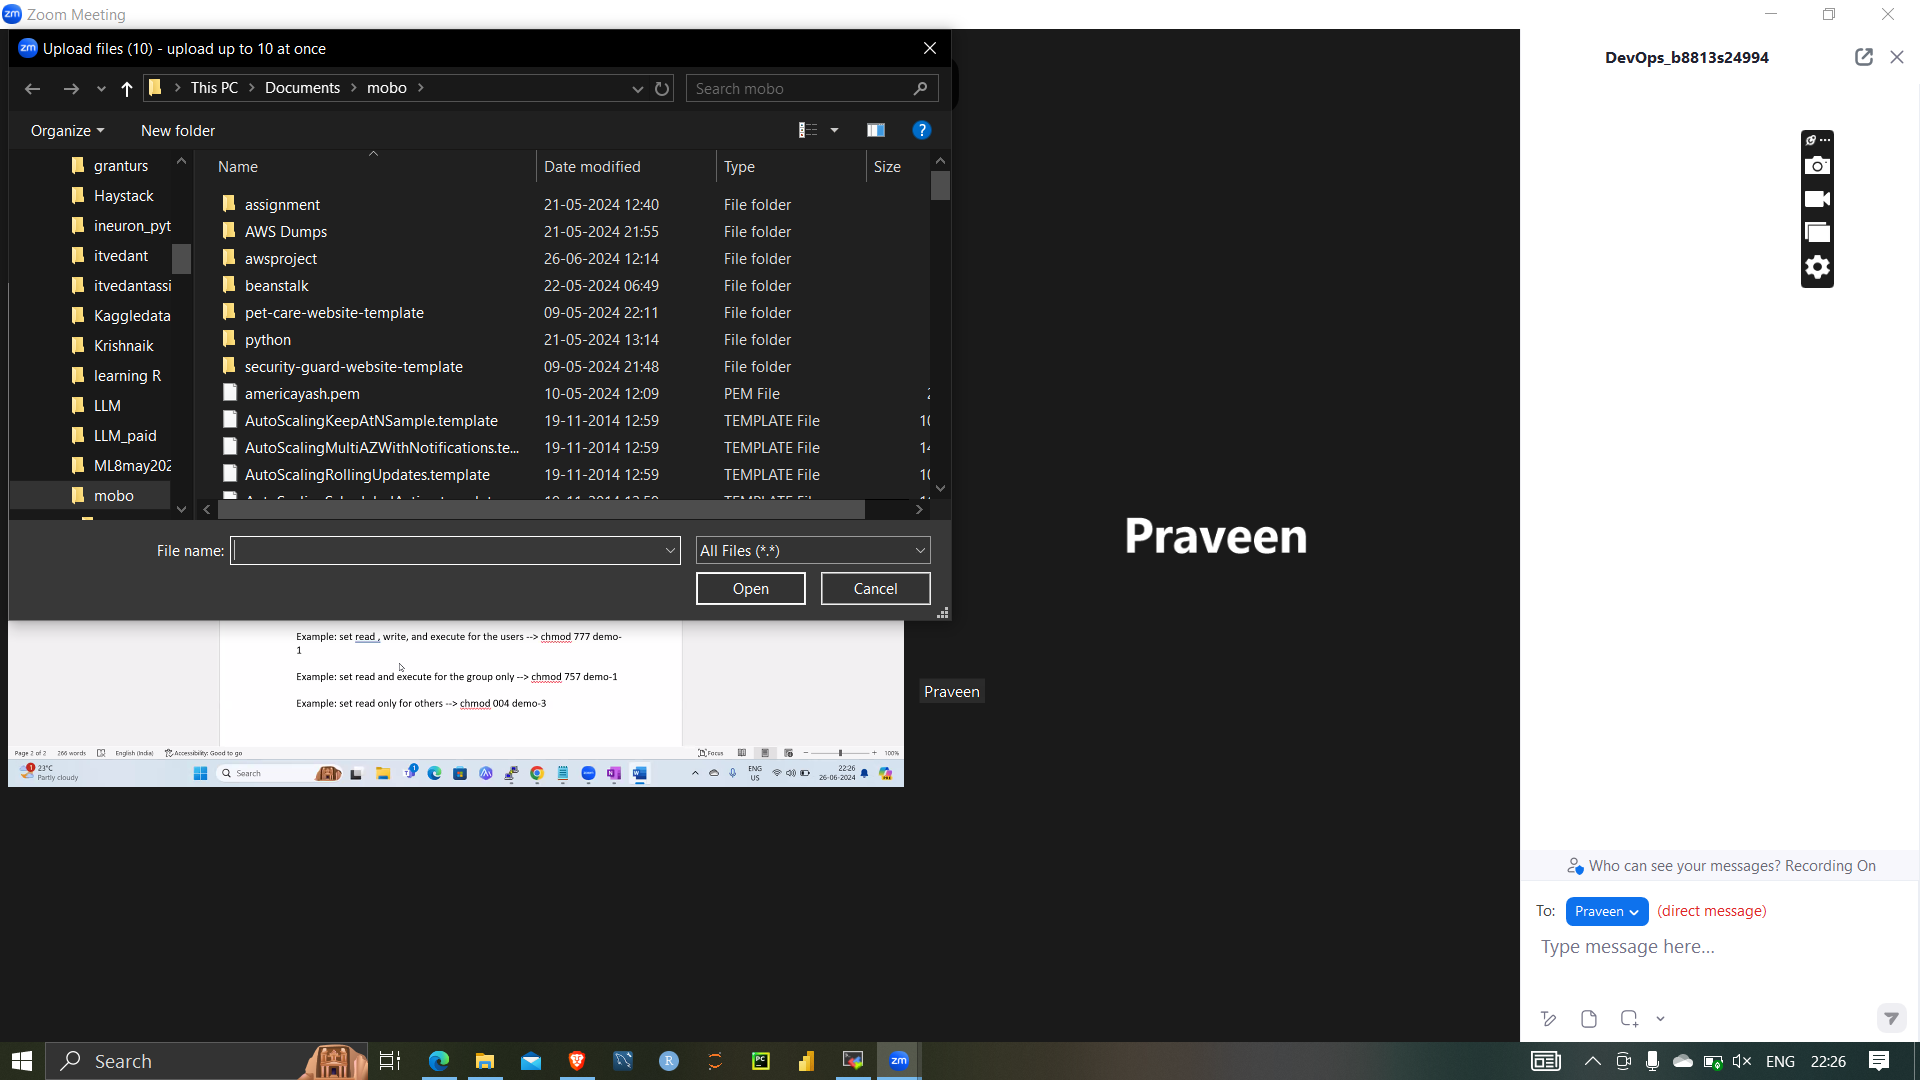 zm Zoom Meeting
zm Upload files (10) - upload up to 10 at once
This PC > Documents > mobo >
Search mobo
Organize
New folder
?
granturs
Haystack
ineuron_pyt
itvedant
itvedantassi
Kaggledata
Krishnaik
learning R
LLM
LLM_paid
ML8may202
mobo
Name Date modified Type Size
assignment 21-05-2024 12:40 File folder
AWS Dumps 21-05-2024 21:55 File folder
awsproject 26-06-2024 12:14 File folder
beanstalk 22-05-2024 06:49 File folder
pet-care-website-template 09-05-2024 22:11 File folder
python 21-05-2024 13:14 File folder
security-guard-website-template 09-05-2024 21:48 File folder
americayash.pem 10-05-2024 12:09 PEM File
AutoScalingKeepAtNSample.template 19-11-2014 12:59 TEMPLATE File 10
AutoScalingMultiAZWithNotifications.te... 19-11-2014 12:59 TEMPLATE File 14
AutoScalingRollingUpdates.template 19-11-2014 12:59 TEMPLATE File 10
File name:
All Files (*.*)
Open
Cancel
Example: set read , write, and execute for the users --> chmod 777 demo-
1
Example: set read and execute for the group only --> chmod 757 demo-1
Example: set read only for others --> chmod 004 demo-3
Page 2 of 2 266 words English (India) Accessibility: Good to go
Focus
100%
1
23°C
Partly cloudy
Search
ENG
US
22:26
26-06-2024
Praveen
Praveen
DevOps_b8813s24994
Who can see your messages? Recording On
To: Praveen (direct message)
Type message here...
Search
R
PC
zm
ENG
22:26